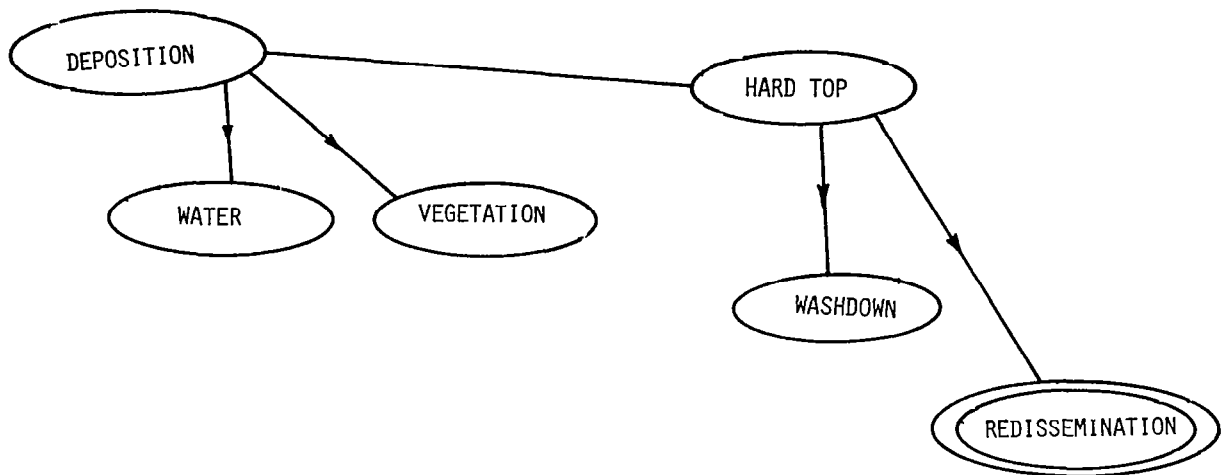 DEPOSITION
HARD TOP
WATER
VEGETATION
WASHDOWN
REDISSEMINATION